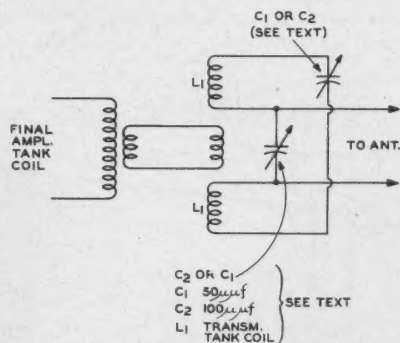 C1 OR C2
(SEE TEXT)
L1
FINAL
AMPL.
TANK
COIL
TO ANT.
L1
C2 OR C1
C1 50μμf
C2 100μμf
L1 TRANSM.
TANK COIL
SEE TEXT